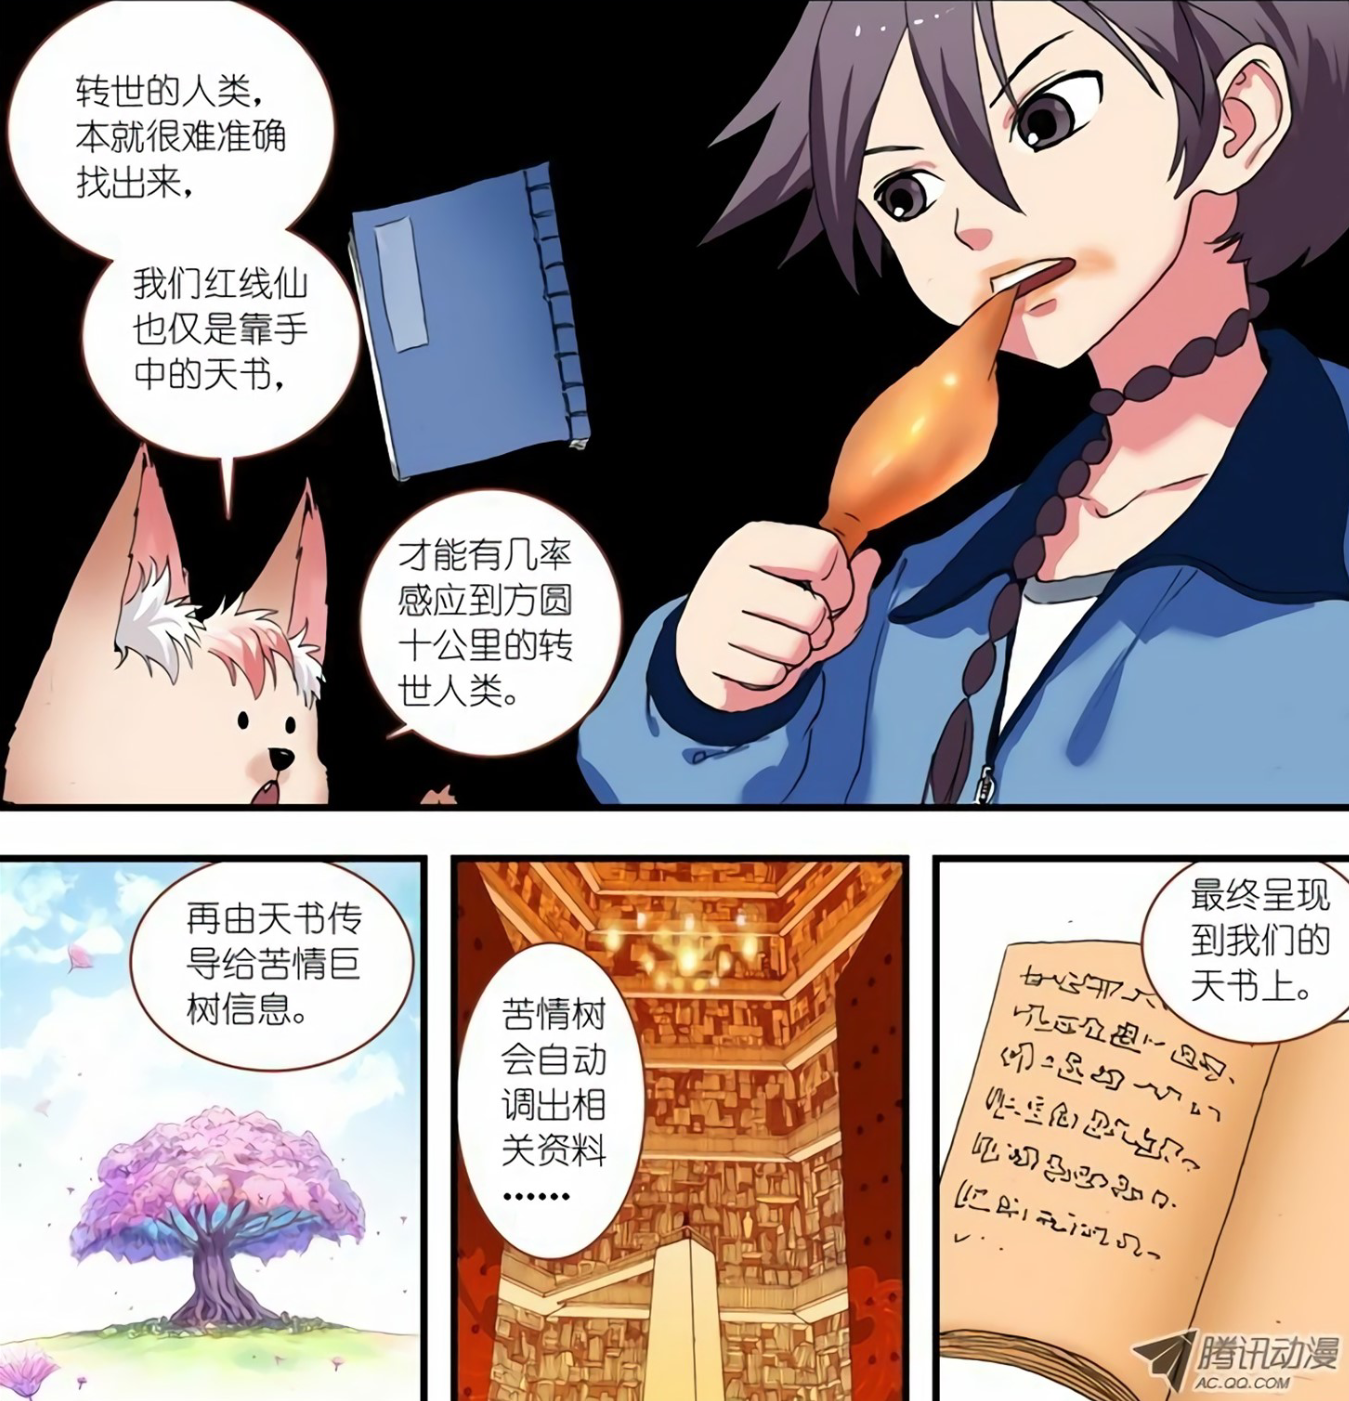 转世的人类，
本就很难准确
找出来，
我们红线仙
也仅是靠手
中的天书，
才能有几率
感应到方圆
十公里的转
世人类。
再由天书传
导给苦情巨
树信息。
苦情树
会自动
调出相
关资料
……
最终呈现
到我们的
天书上。
腾讯动漫
AC.QQ.COM